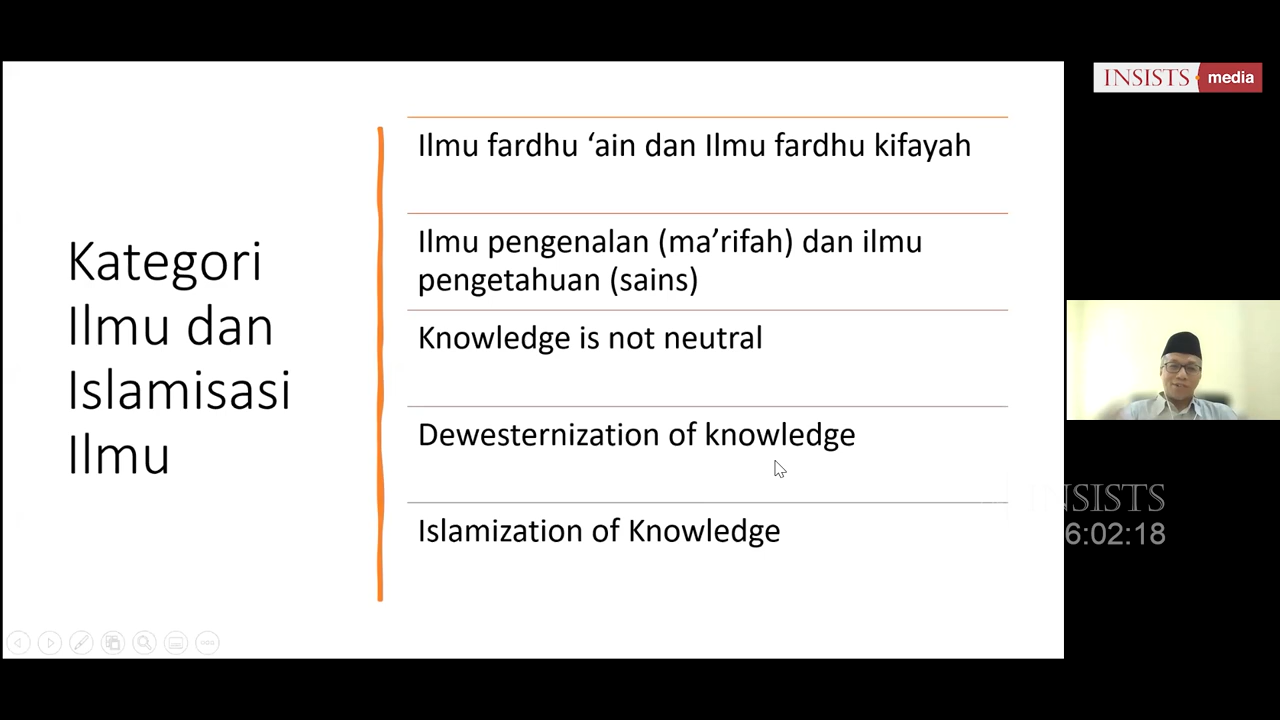 INSISTS media
Kategori
Ilmu dan
Islamisasi
Ilmu
Ilmu fardhu ‘ain dan Ilmu fardhu kifayah
Ilmu pengenalan (ma’rifah) dan ilmu
pengetahuan (sains)
Knowledge is not neutral
Dewesternization of knowledge
Islamization of Knowledge
INSISTS
6:02:18